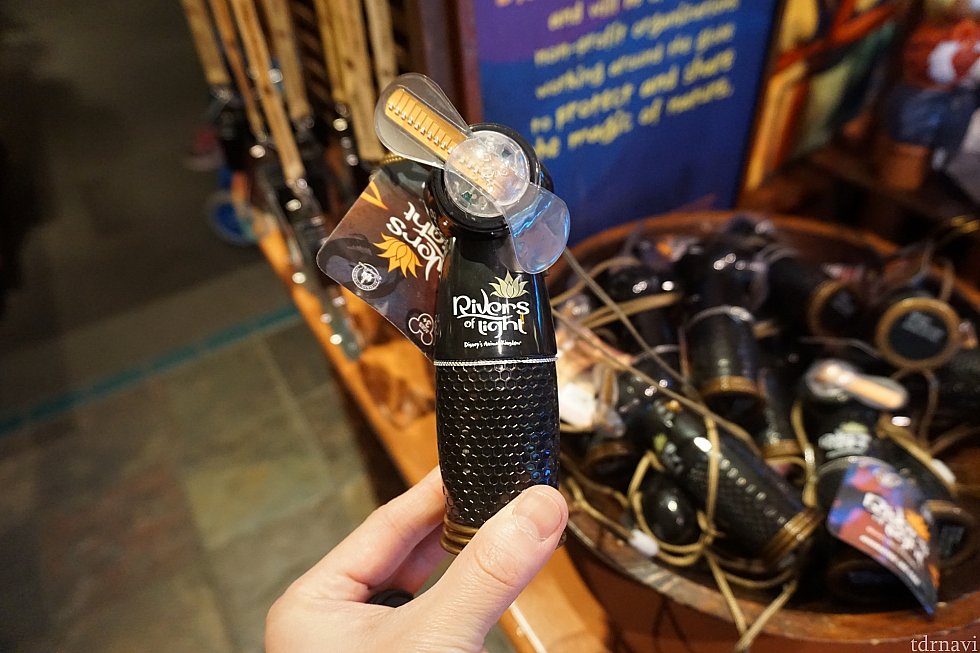 and will be
non-profit organizations
working around the globe
to protect and share
the magic of nature.
Rivers
of light
Disney's Animal Kingdom
tdrnavi